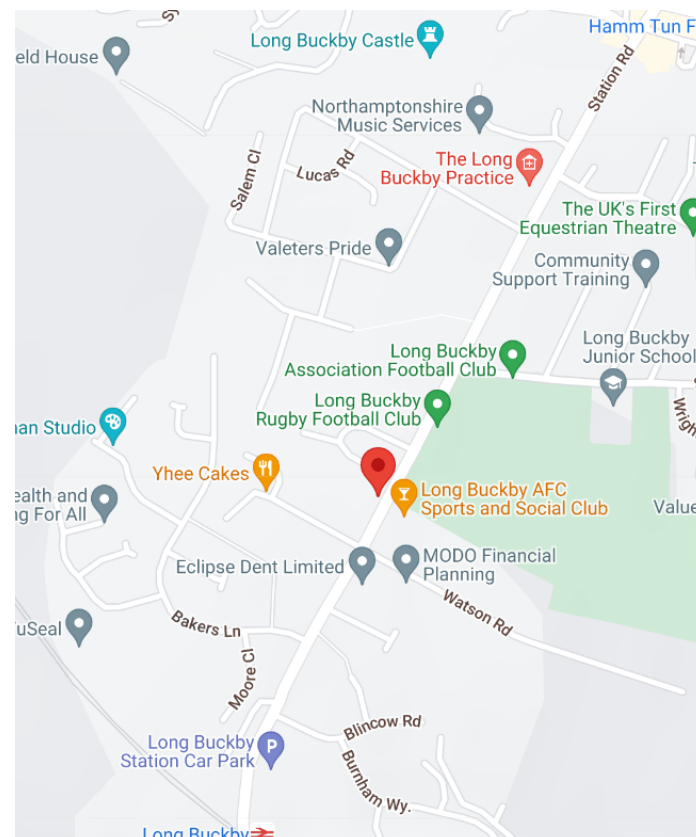 Long Buckby Castle
Hamm Tun F
Sy
eld House
Station Rd
Northamptonshire
Music Services
The Long
Buckby Practice
Lucas Rd
Salem Cl
The UK's First
Equestrian Theatre
Valeters Pride
Community
Support Training
Long Buckby
Junior School
Long Buckby
Association Football Club
Long Buckby
Rugby Football Club
Wrigh
nan Studio
Yhee Cakes
ealth and
ng For All
Long Buckby AFC
Sports and Social Club
Value
Eclipse Dent Limited
MODO Financial
Planning
Watson Rd
uSeal
Bakers Ln
Moore Cl
Long Buckby
Station Car Park
P
Blincow Rd
Burnham Wy.
Long Buckby